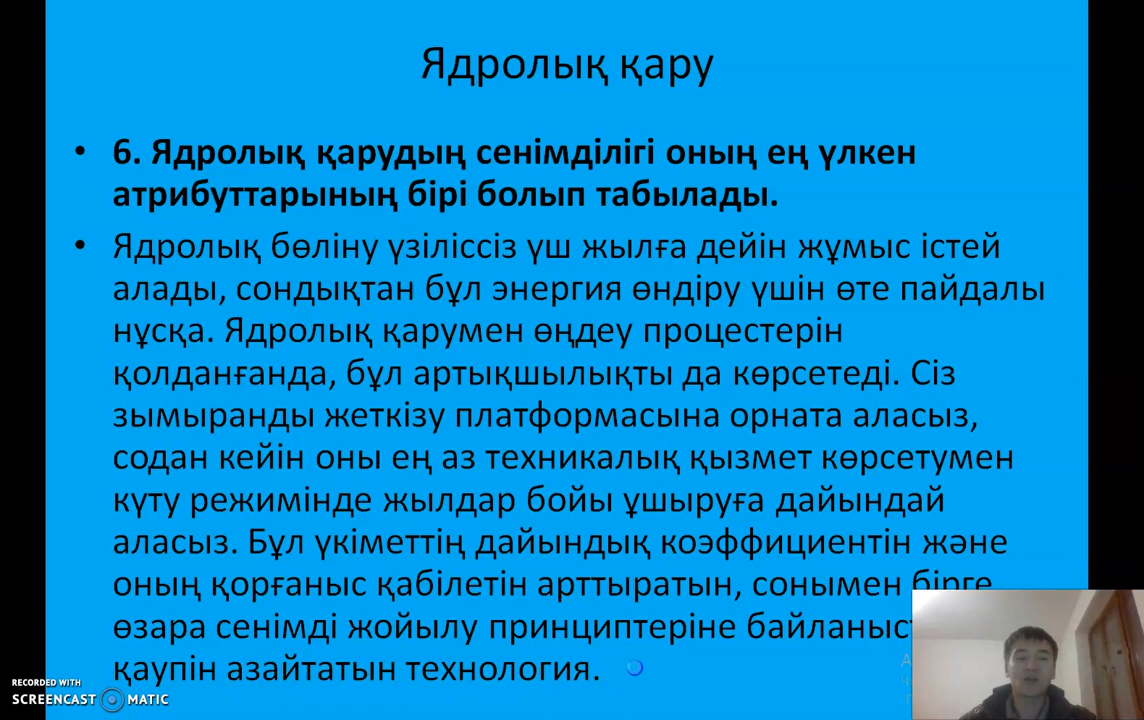 Ядролық қару
• 6. Ядролық қарудың сенімділігі оның ең үлкен
атрибуттарының бірі болып табылады.
• Ядролық бөліну үзіліссіз үш жылға дейін жұмыс істей
алады, сондықтан бұл энергия өндіру үшін өте пайдалы
нұсқа. Ядролық қарумен өңдеу процестерін
қолданғанда, бұл артықшылықты да көрсетеді. Сіз
зымыранды жеткізу платформасына орната аласыз,
содан кейін оны ең аз техникалық қызмет көрсетумен
күту режимінде жылдар бойы ұшыруға дайындай
аласыз. Бұл үкіметтің дайындық коэффициентін және
оның қорғаныс қабілетін арттыратын, сонымен бірге
өзара сенімді жойылу принциптеріне
қаупін азайтатын технология.
RECORDED WITH
SCREENCAST MATIC